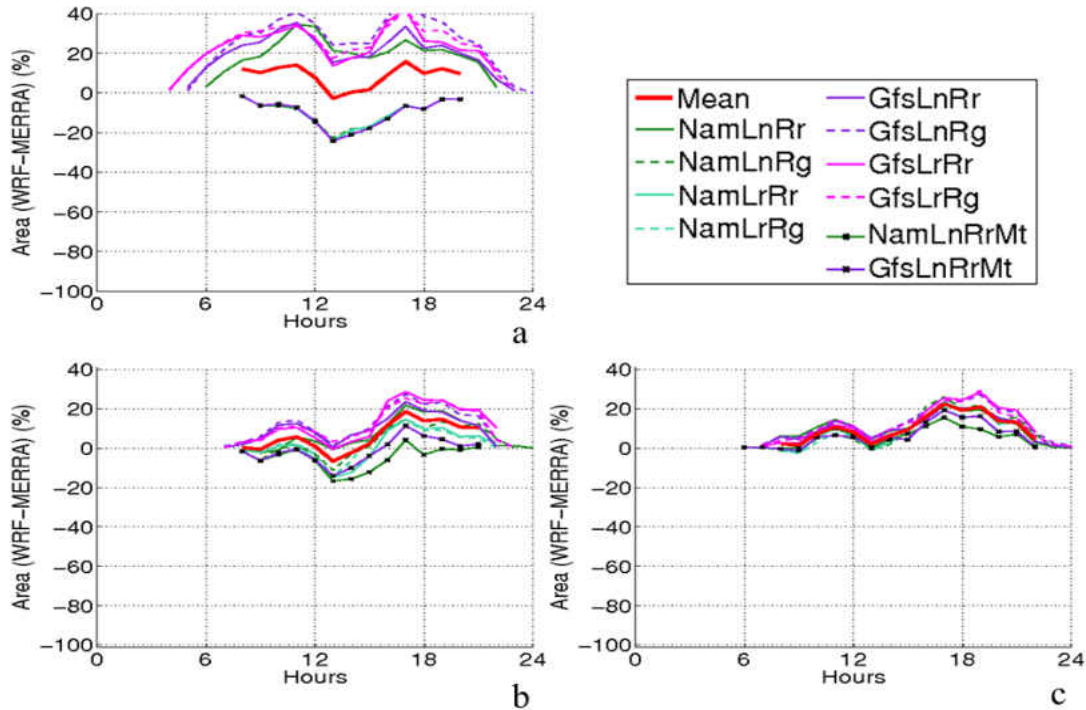 Area (WRF-MERRA) (%)
40
20
0
−20
−40
−60
−80
−100
0
6
12
18
24
Hours
a
Mean
NamLnRr
NamLnRg
NamLrRr
NamLrRg
GfsLnRr
GfsLnRg
GfsLrRr
GfsLrRg
NamLnRrMt
GfsLnRrMt
Area (WRF-MERRA) (%)
40
20
0
−20
−40
−60
−80
−100
0
6
12
18
24
Hours
b
Area (WRF-MERRA) (%)
40
20
0
−20
−40
−60
−80
−100
0
6
12
18
24
Hours
c